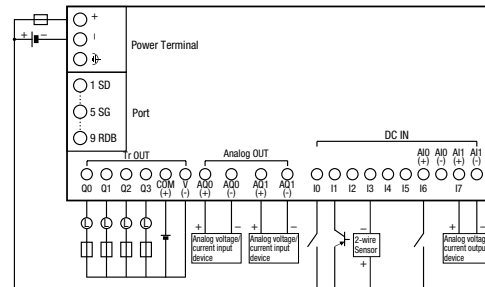 +
+ −
−
Power Terminal
1 SD
5 SG
Port
9 RDB
Tr OUT
Analog OUT
DC IN
AI0 AI0 AI1 AI1
(+) (-) (+) (-)
Q0 Q1 Q2 Q3 COM V AQ0 AQ0 AQ1 AQ1 I0 I1 I2 I3 I4 I5 I6 I7
(+) (-) (+) (-) (+) (-)
L L L L
+ − + − − + −
Analog voltage/
current input
device
Analog voltage/
current input
device
2-wire
Sensor
+
Analog voltage
current output
device